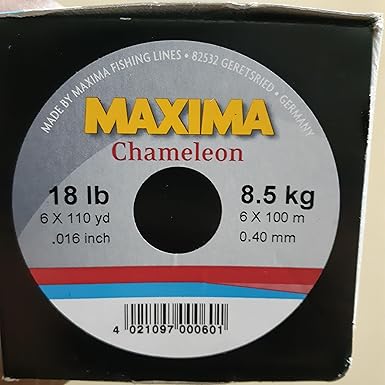 MADE BY MAXIMA FISHING LINES • 82532 GERETSRIED • GERMANY
MAXIMA
Chameleon
18 lb 8.5 kg
6 X 110 yd 6 X 100 m
.016 inch 0.40 mm
4 021097 000601